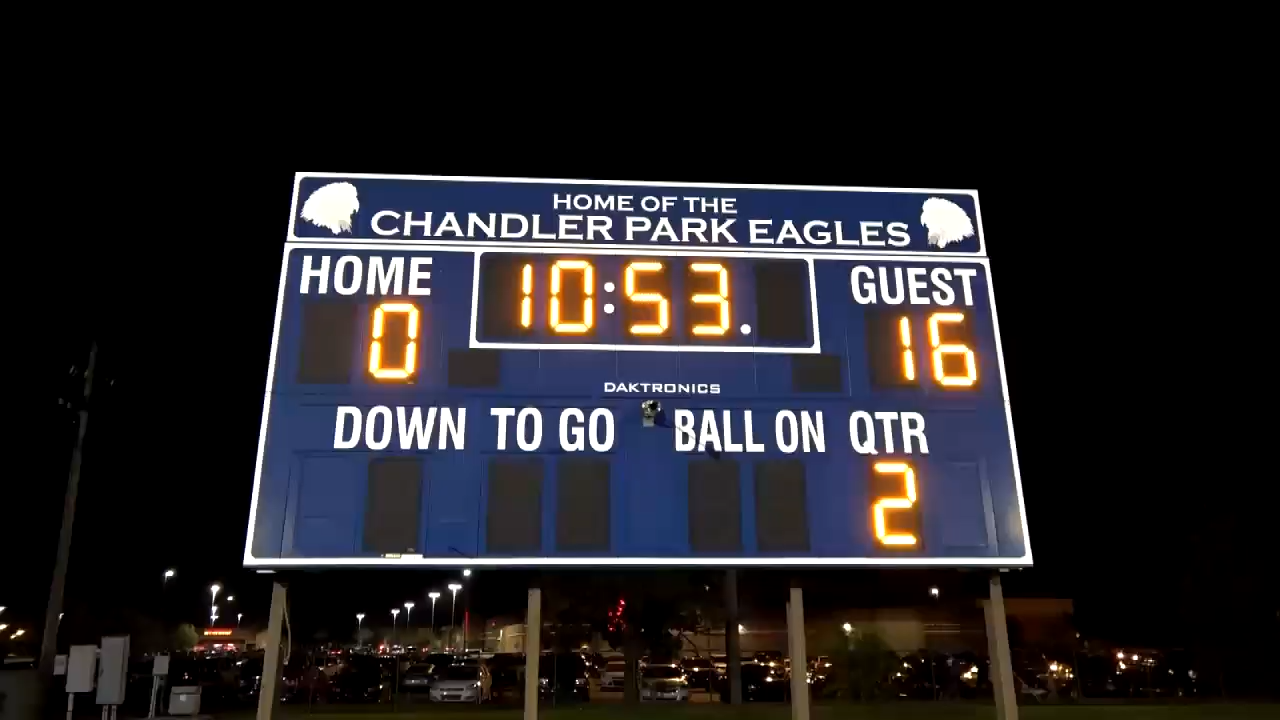 HOME OF THE
CHANDLER PARK EAGLES
HOME 10:53. GUEST
0 16
DAKTRONICS
DOWN TO GO BALL ON QTR
2